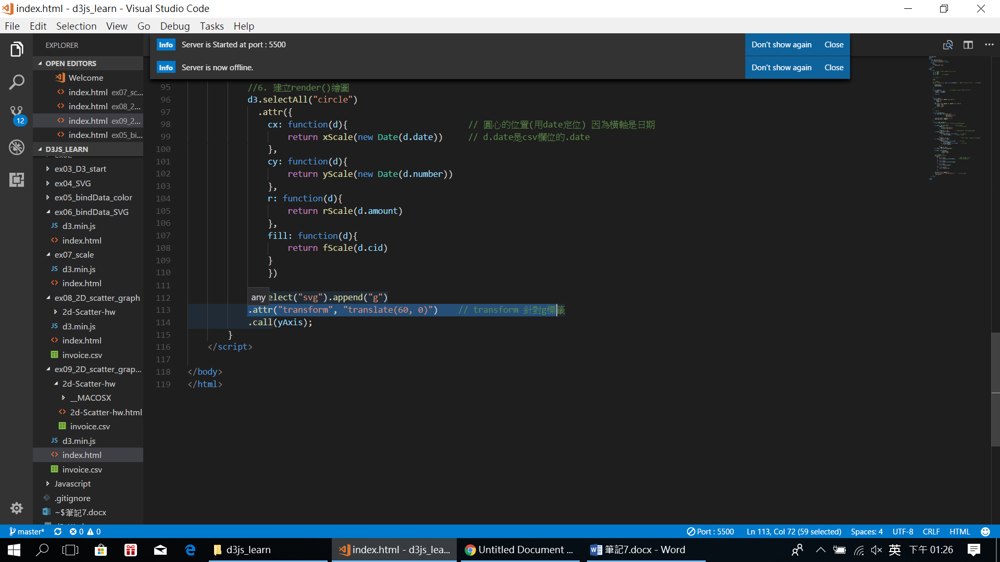 index.html - d3js_learn - Visual Studio Code
File Edit Selection View Go Debug Tasks Help
EXPLORER
OPEN EDITORS
Welcome
index.html ex07_sc...
index.html ex08_2...
index.html ex09_2...
index.html ex05_bi...
12
D3JS_LEARN
ex03_D3_start
ex04_SVG
ex05_bindData_color
ex06_bindData_SVG
JS d3.min.js
index.html
ex07_scale
JS d3.min.js
index.html
ex08_2D_scatter_graph
2d-Scatter-hw
JS d3.min.js
index.html
invoice.csv
ex09_2D_scatter_grap...
2d-Scatter-hw
__MACOSX
2d-Scatter-hw.html
invoice.csv
JS d3.min.js
index.html
invoice.csv
Javascript
.gitignore
~$筆記7.docx
Info Server is Started at port : 5500 Don't show again Close
Info Server is now offline. Don't show again Close
95 //6. 建立render()繪圖
96 d3.selectAll("circle")
97 .attr({
98 cx: function(d){ // 圓心的位置(用date定位) 因為橫軸是日期
99 return xScale(new Date(d.date)) // d.date是csv欄位的.date
100 },
101 cy: function(d){
102 return yScale(new Date(d.number))
103 },
104 r: function(d){
105 return rScale(d.amount)
106 },
107 fill: function(d){
108 return fScale(d.cid)
109 }
110 })
111
112 any elect("svg").append("g")
113 .attr("transform", "translate(60, 0)") // transform 針對g標籤
114 .call(yAxis);
115 }
116 </script>
117
118 </body>
119 </html>
master* 0 0 Port : 5500 Ln 113, Col 72 (59 selected) Spaces: 4 UTF-8 CRLF HTML
d3js_learn index.html - d3js_lea... Untitled Document ... 筆記7.docx - Word 英 下午 01:26